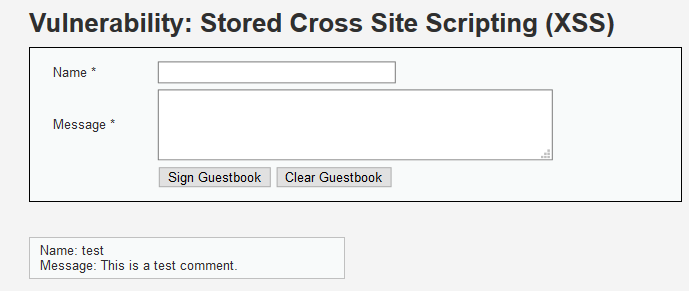 Vulnerability: Stored Cross Site Scripting (XSS)
Name *
Message *
Sign Guestbook Clear Guestbook
Name: test
Message: This is a test comment.